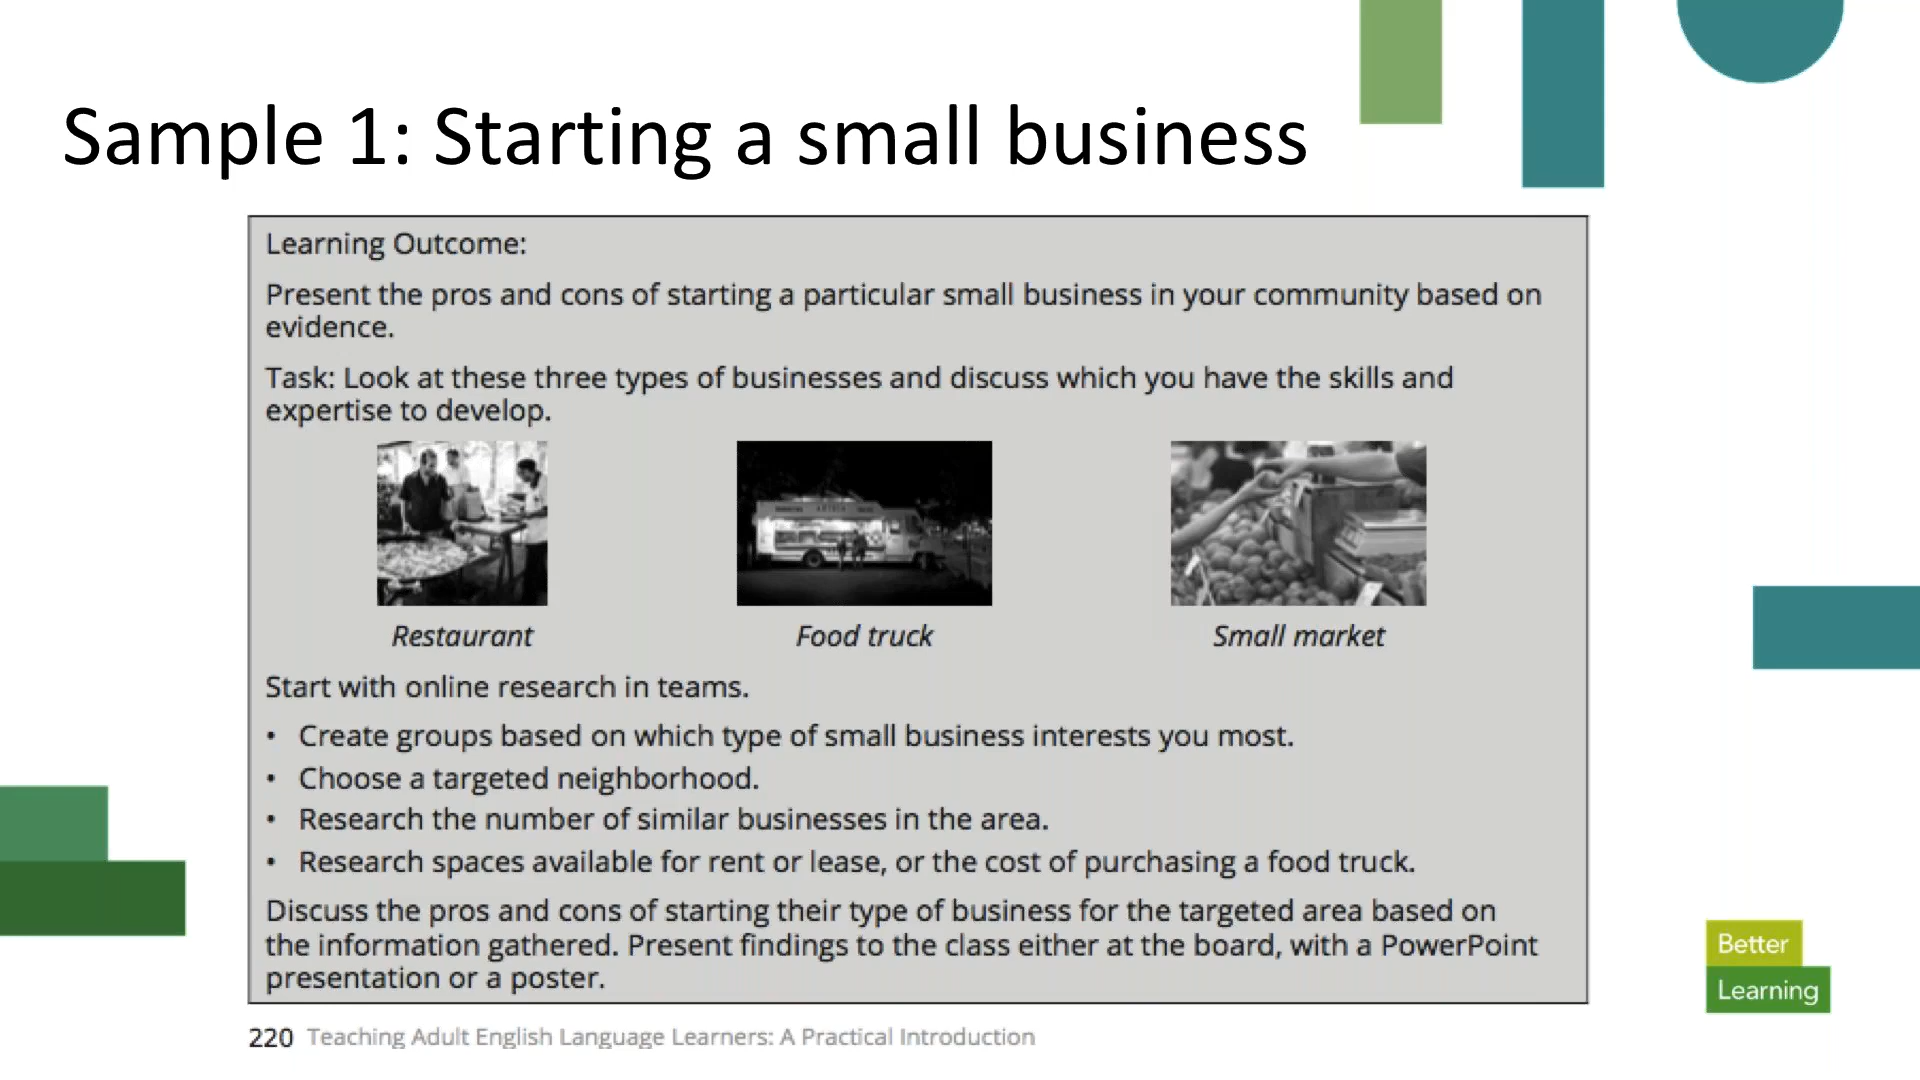 Sample 1: Starting a small business
Learning Outcome:
Present the pros and cons of starting a particular small business in your community based on
evidence.
Task: Look at these three types of businesses and discuss which you have the skills and
expertise to develop.
Restaurant
Food truck
Small market
Start with online research in teams.
• Create groups based on which type of small business interests you most.
• Choose a targeted neighborhood.
• Research the number of similar businesses in the area.
• Research spaces available for rent or lease, or the cost of purchasing a food truck.
Discuss the pros and cons of starting their type of business for the targeted area based on
the information gathered. Present findings to the class either at the board, with a PowerPoint
presentation or a poster.
220 Teaching Adult English Language Learners: A Practical Introduction
Better
Learning